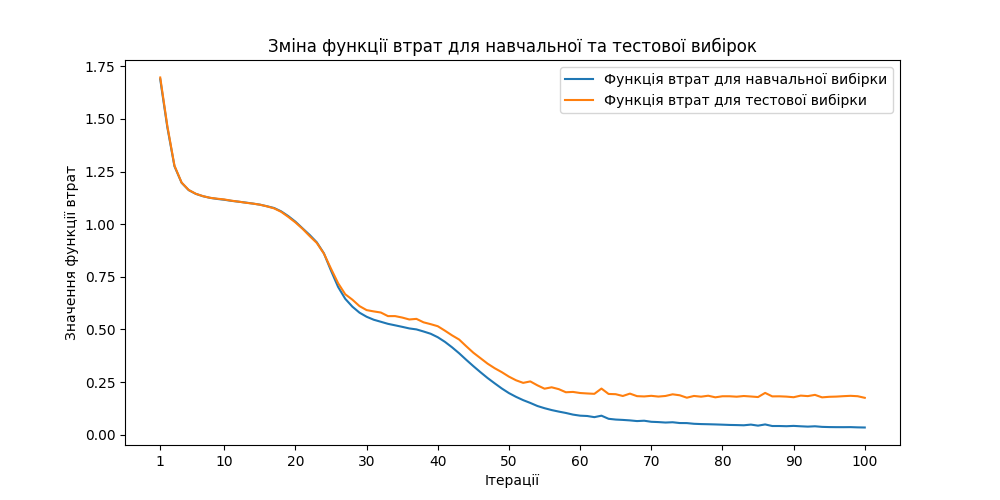 Зміна функції втрат для навчальної та тестової вибірок
Функція втрат для навчальної вибірки
Функція втрат для тестової вибірки
Значення функції втрат
1.75
1.50
1.25
1.00
0.75
0.50
0.25
0.00
1 10 20 30 40 50 60 70 80 90 100
Ітерації